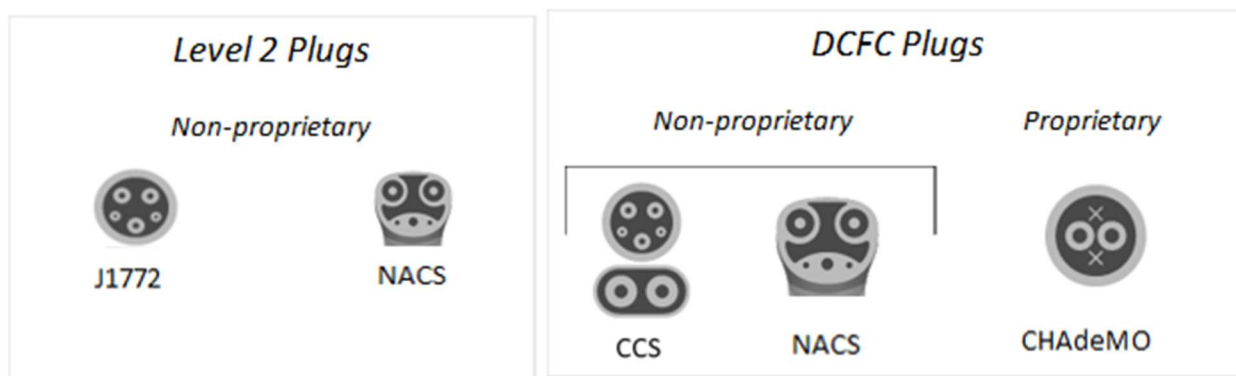 Level 2 Plugs
Non-proprietary
J1772
NACS
DCFC Plugs
Non-proprietary
Proprietary
CCS
NACS
CHAdeMO